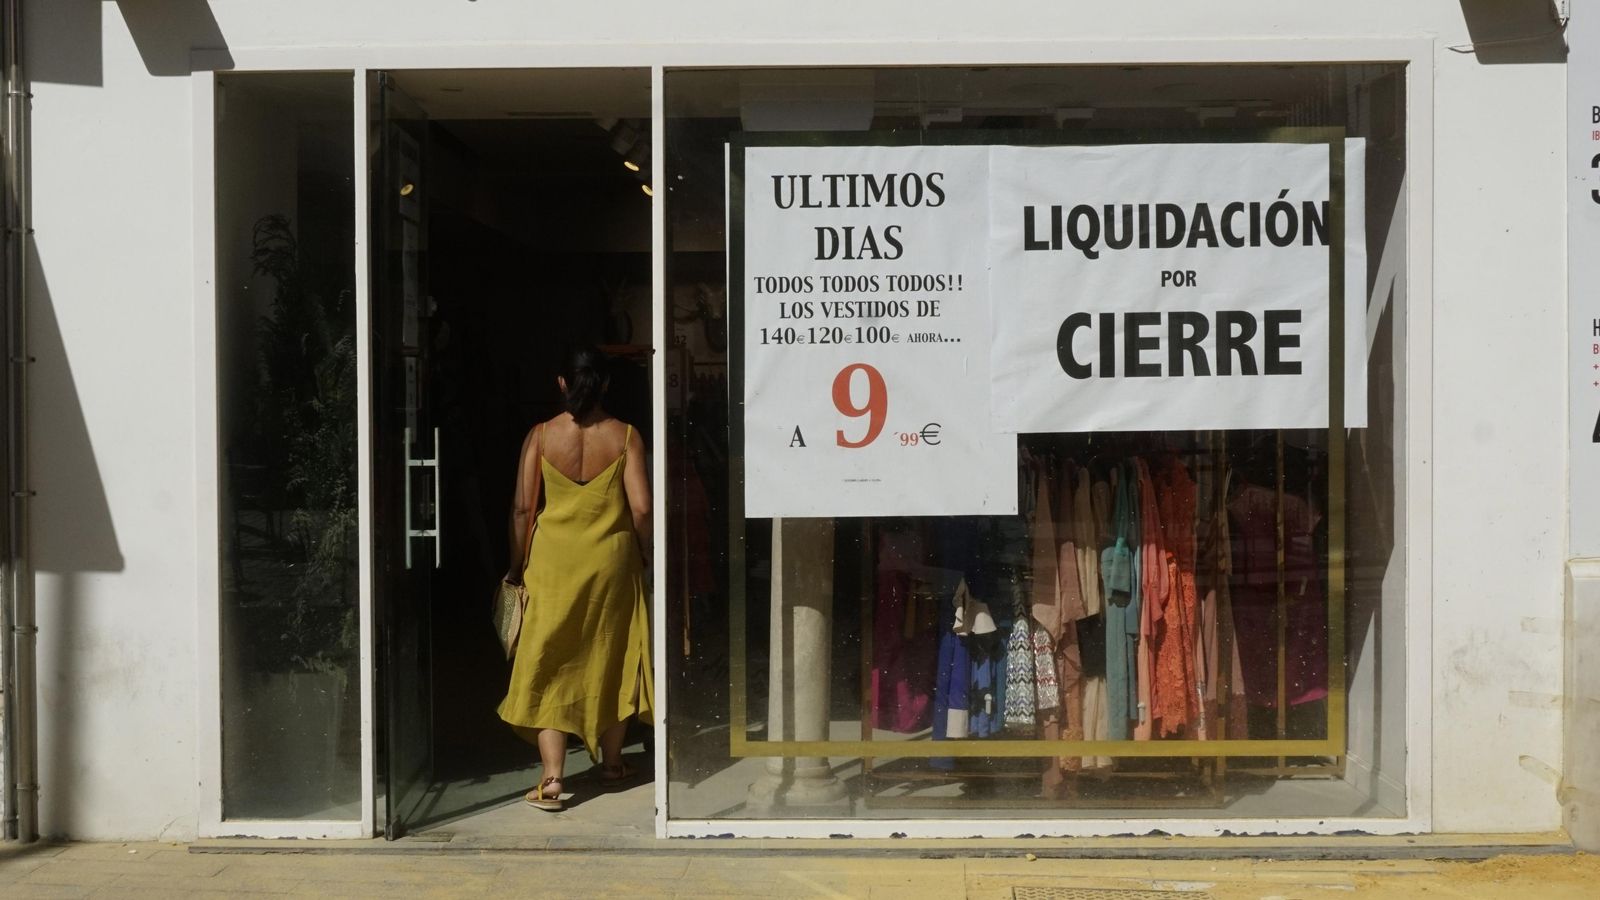 ULTIMOS
DIAS
TODOS TODOS TODOS!!
LOS VESTIDOS DE
140€120€100€ AHORA...
A 9´99€
LIQUIDACIÓN
POR
CIERRE